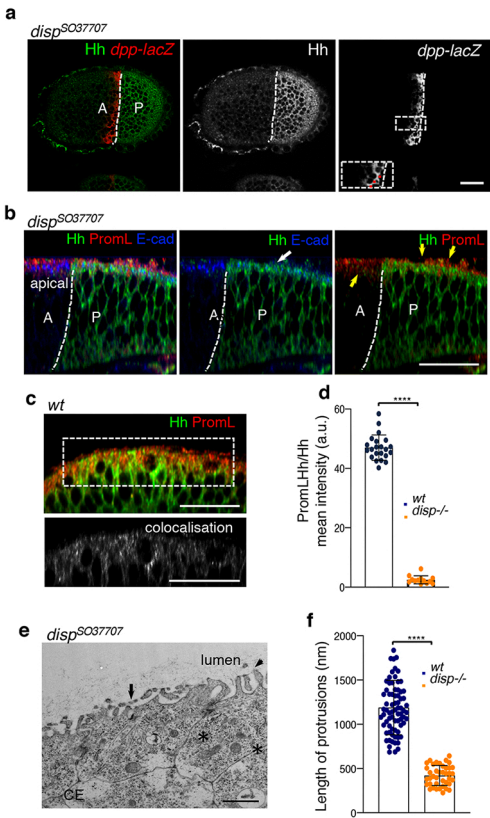 a
disp^SO37707
Hh dpp-lacZ
Hh
dpp-lacZ
A
P
b
disp^SO37707
Hh PromL E-cad
Hh E-cad
Hh PromL
apical
A
P
A
P
A
P
c
wt
Hh PromL
colocalisation
d
****
60
40
20
0
PromLHh/Hh
mean intensity (a.u.)
wt
disp-/-
e
disp^SO37707
lumen
*
*
CE
f
****
2000
1500
1000
500
0
Length of protrusions (nm)
wt
disp-/-